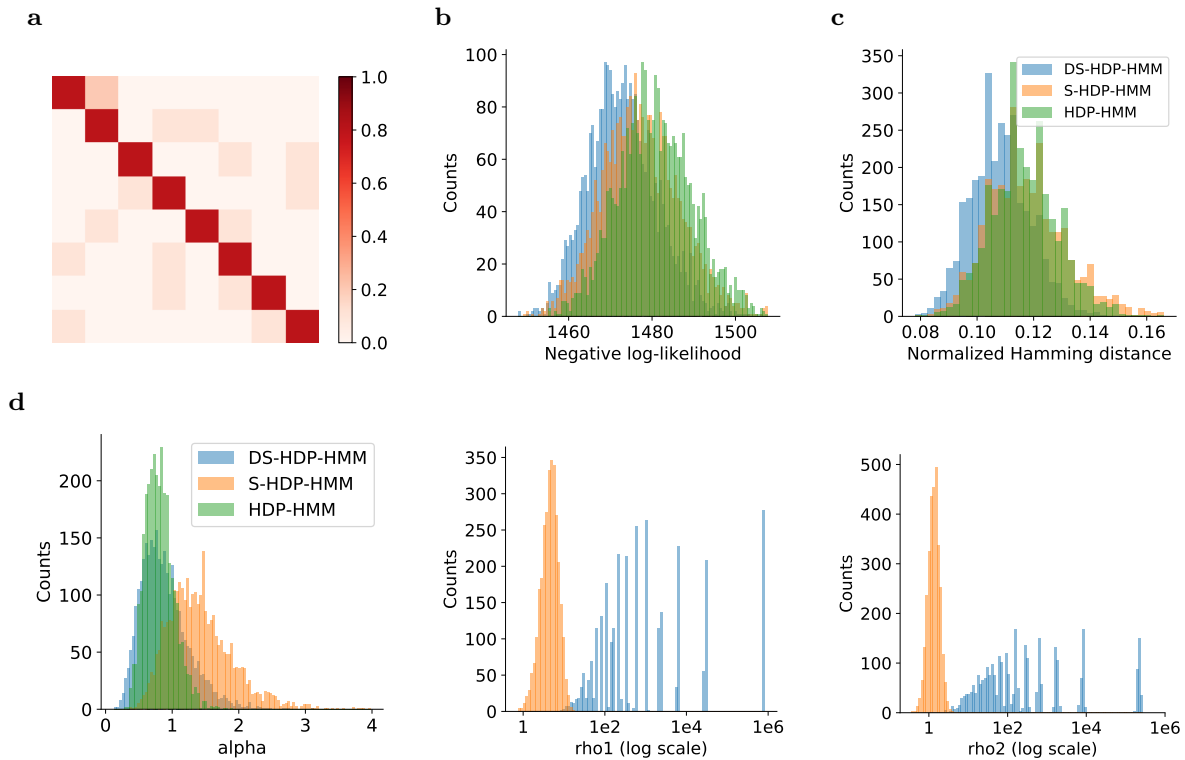 a
1.0
0.8
0.6
0.4
0.2
0.0
b
100
80
60
40
20
0
Counts
1460 1480 1500
Negative log-likelihood
c
350
300
250
200
150
100
50
0
Counts
DS-HDP-HMM
S-HDP-HMM
HDP-HMM
0.08 0.10 0.12 0.14 0.16
Normalized Hamming distance
d
200
150
100
50
0
Counts
DS-HDP-HMM
S-HDP-HMM
HDP-HMM
0 1 2 3 4
alpha
350
300
250
200
150
100
50
0
Counts
1 1e2 1e4 1e6
rho1 (log scale)
500
400
300
200
100
0
Counts
1 1e2 1e4 1e6
rho2 (log scale)